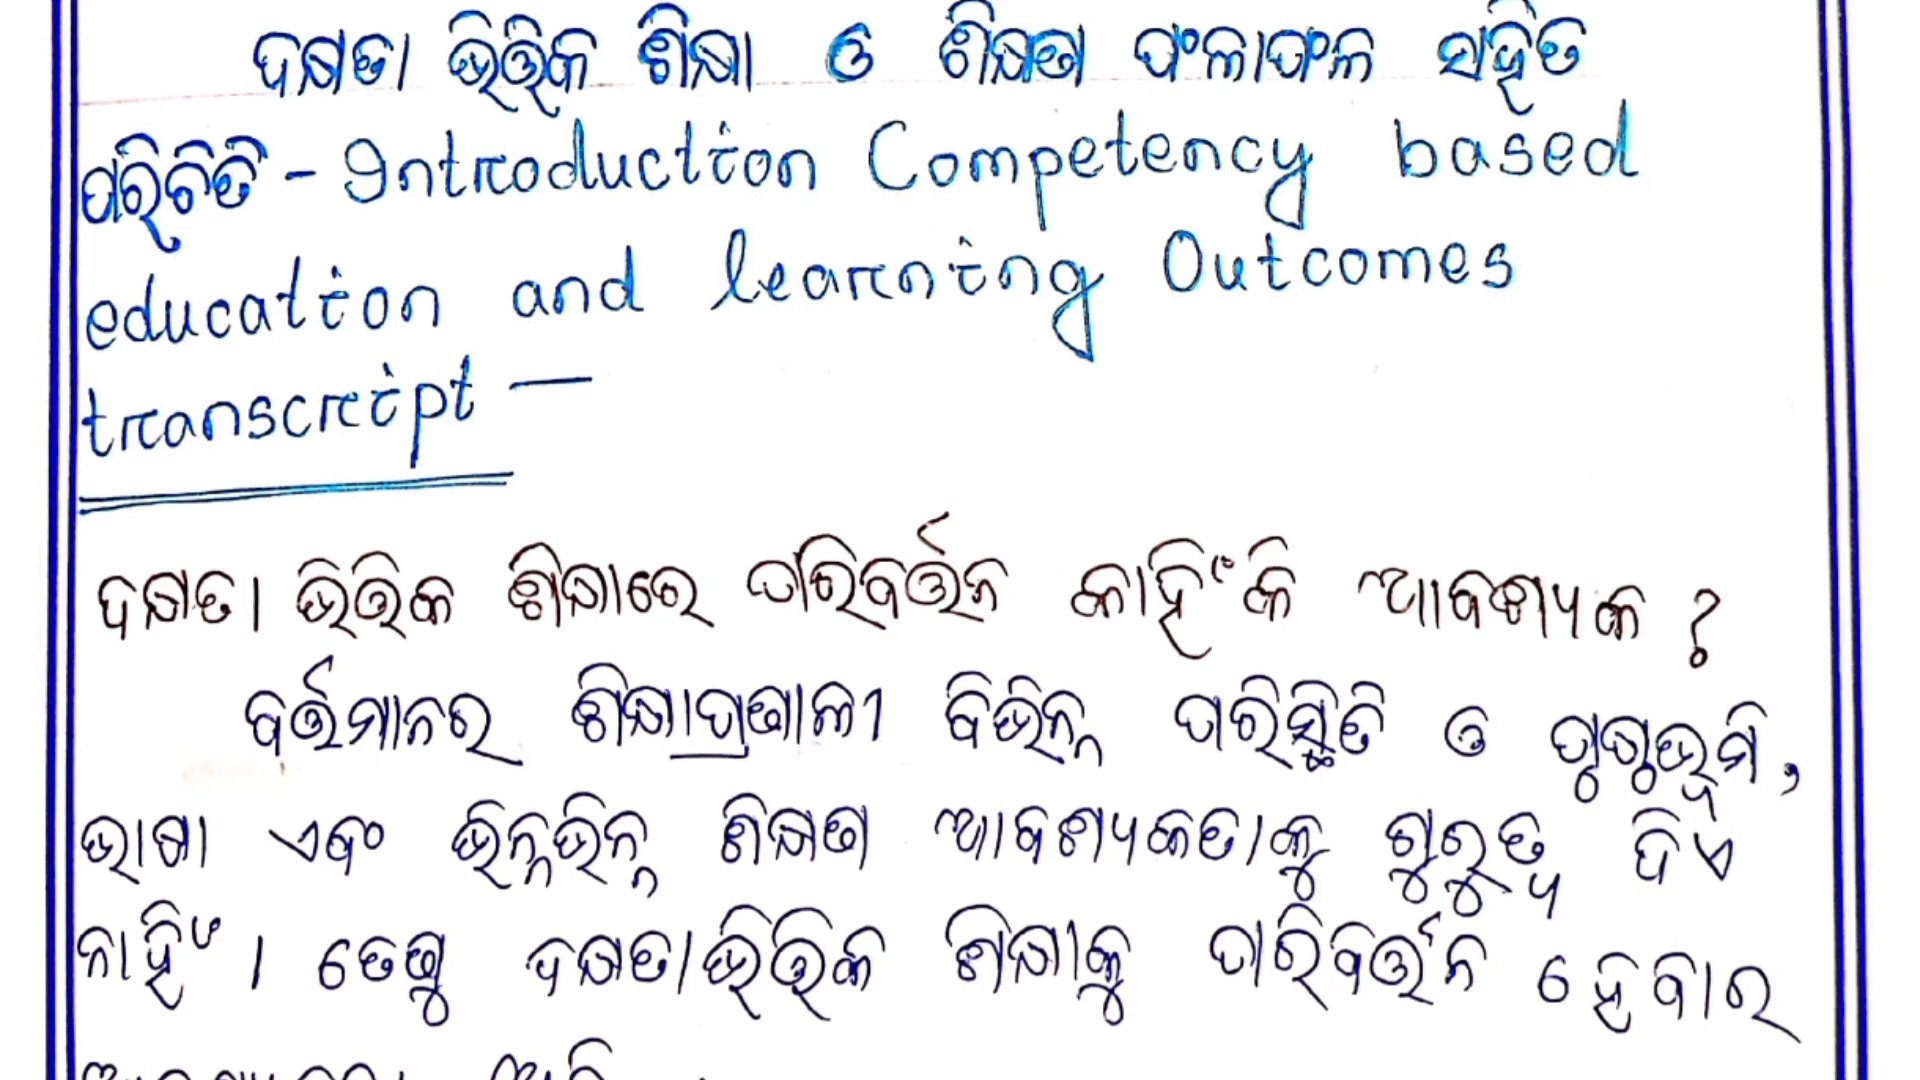 ଦକ୍ଷତା ଭିତ୍ତିକ ଶିକ୍ଷା ଓ ଶିକ୍ଷଣ ଫଳାଫଳ ସହିତ
ପରିଚିତି - Introduction Competency based
education and learning Outcomes
transcript —
ଦକ୍ଷତା ଭିତ୍ତିକ ଶିକ୍ଷାରେ ପରିବର୍ତ୍ତନ କାହିଁକି ଆବଶ୍ୟକ ?
ବର୍ତ୍ତମାନର ଶିକ୍ଷାପ୍ରଣାଳୀ ବିଭିନ୍ନ ପରିସ୍ଥିତି ଓ ପୃଷ୍ଠଭୂମି,
ଭାଷା ଏବଂ ଭିନ୍ନଭିନ୍ନ ଶିକ୍ଷଣ ଆବଶ୍ୟକତାକୁ ଗୁରୁତ୍ୱ ଦିଏ
ନାହିଁ । ତେଣୁ ଦକ୍ଷତାଭିତ୍ତିକ ଶିକ୍ଷାକୁ ପରିବର୍ତ୍ତନ ହେବାର